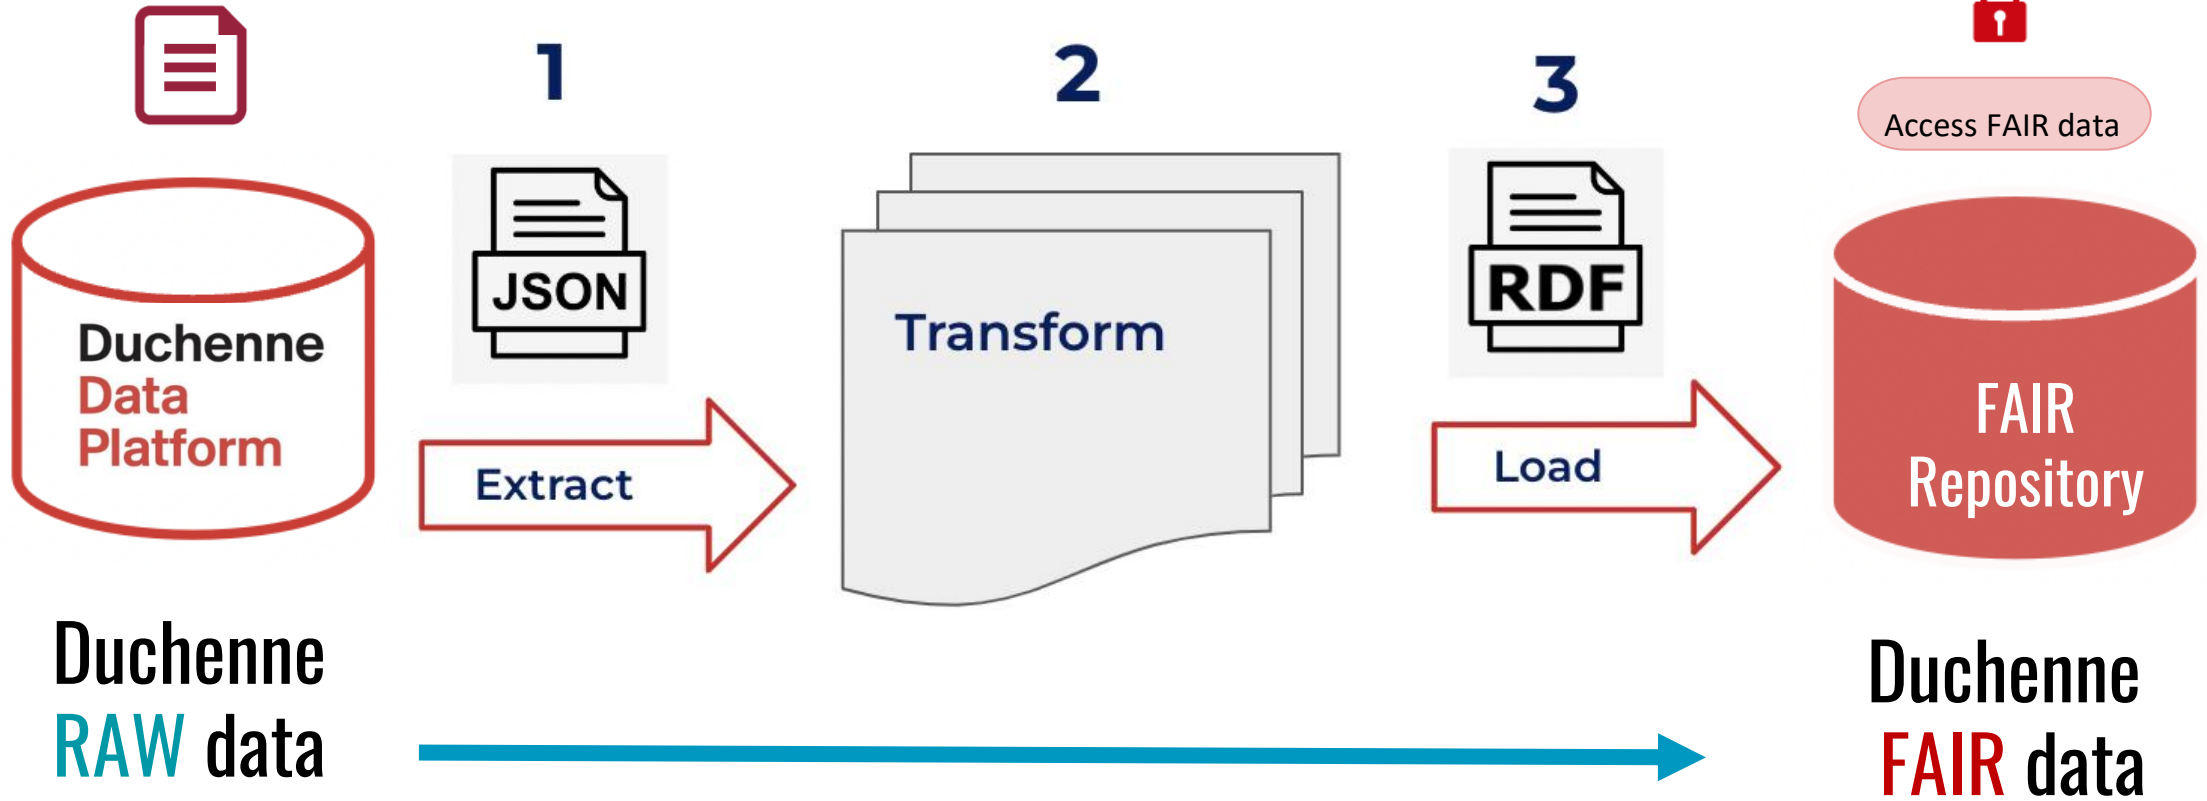 1
2
3
Access FAIR data
JSON
RDF
Duchenne
Data
Platform
Transform
Extract
Load
FAIR
Repository
Duchenne
RAW data
Duchenne
FAIR data